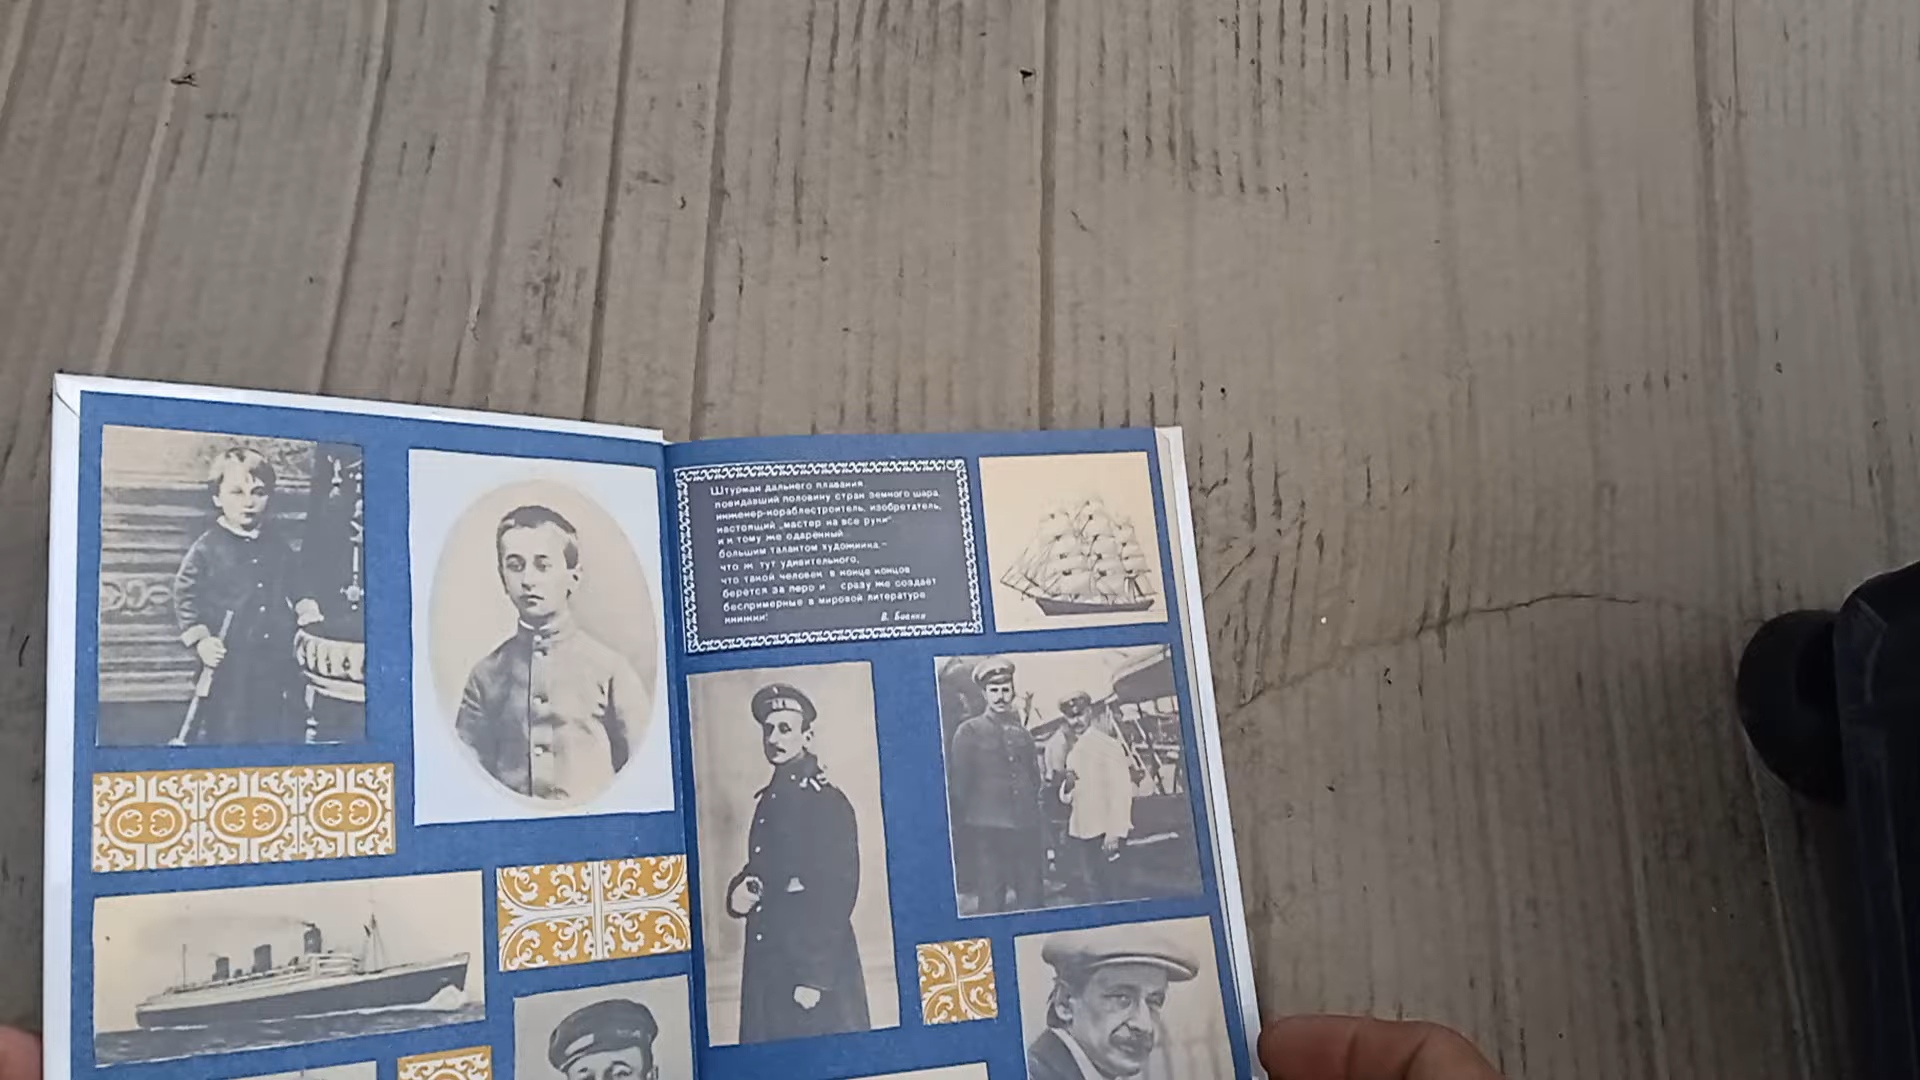 Штурман дальнего плавания,
повидавший половину стран земного шара,
инженер-кораблестроитель, изобретатель,
настоящий „мастер на все руки“
и к тому же одаренный
большим талантом художника,–
что ж тут удивительного,
что такой человек в конце концов
берется за перо и сразу же создает
беспримерные в мировой литературе
книжки!
В. Бианки